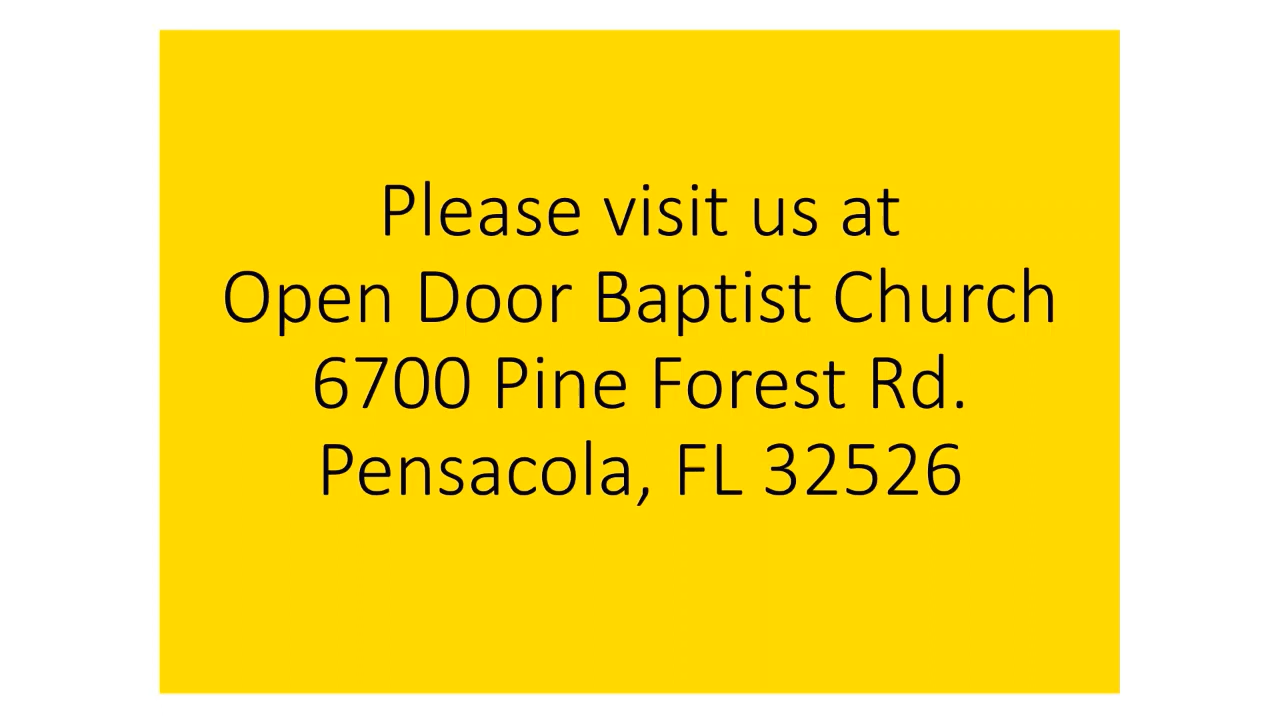 Please visit us at
Open Door Baptist Church
6700 Pine Forest Rd.
Pensacola, FL 32526